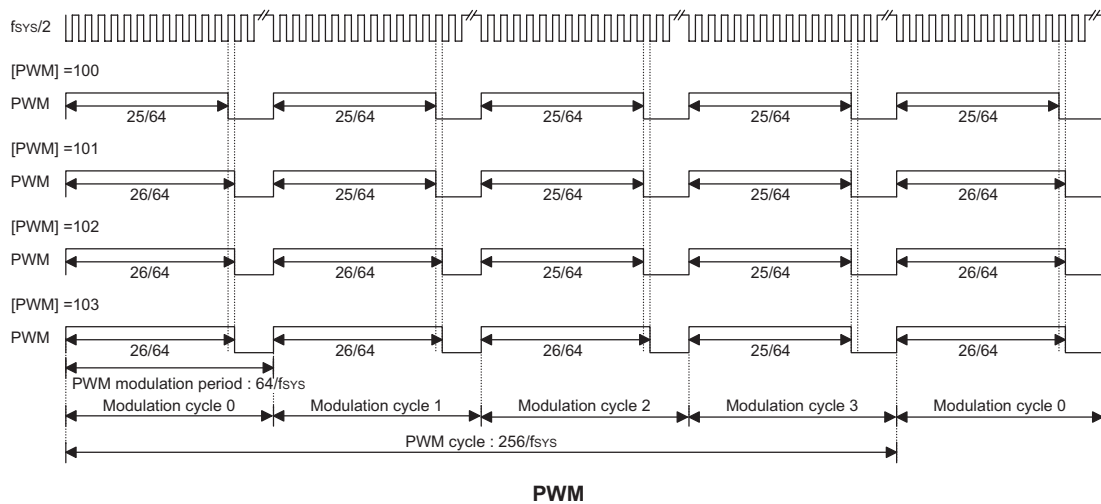 fSYS/2
[PWM] =100
PWM
25/64 25/64 25/64 25/64 25/64
[PWM] =101
PWM
26/64 25/64 25/64 25/64 26/64
[PWM] =102
PWM
26/64 26/64 25/64 25/64 26/64
[PWM] =103
PWM
26/64 26/64 26/64 25/64 26/64
PWM modulation period : 64/fSYS
Modulation cycle 0 Modulation cycle 1 Modulation cycle 2 Modulation cycle 3 Modulation cycle 0
PWM cycle : 256/fSYS
PWM